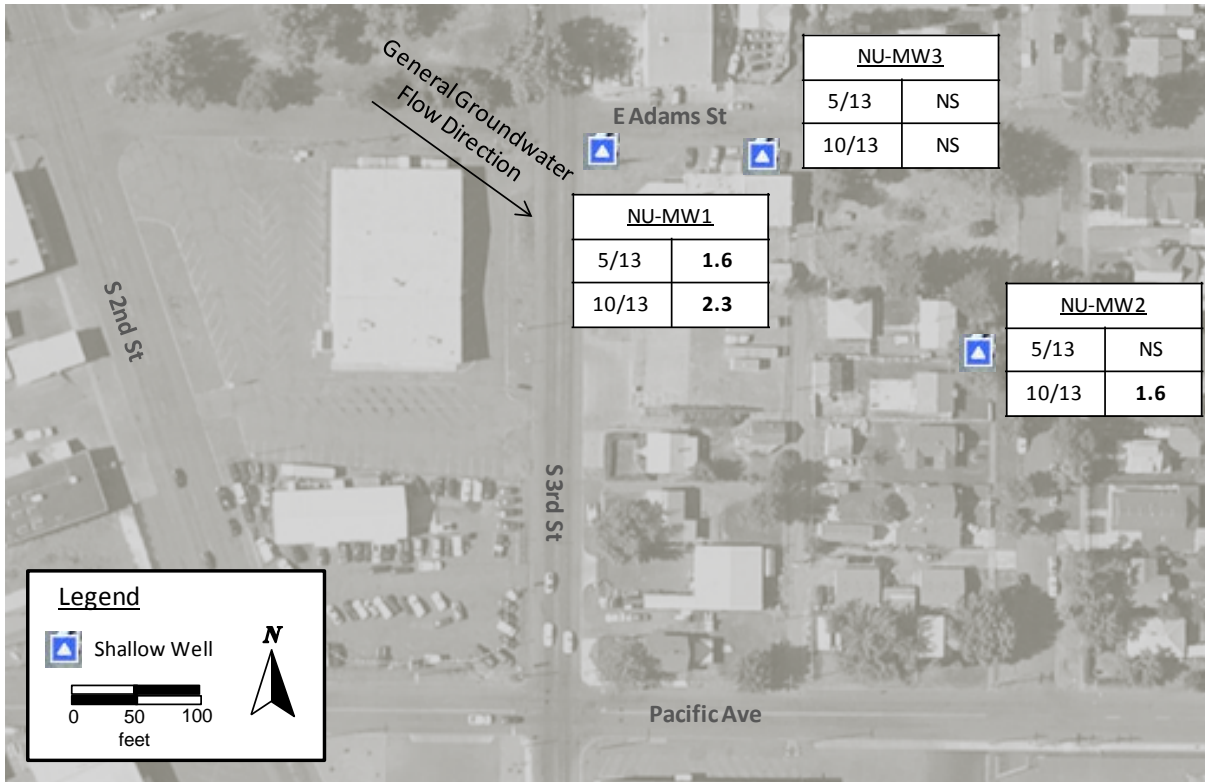 General Groundwater
Flow Direction
E Adams St
NU-MW3
5/13 NS
10/13 NS
NU-MW1
5/13 1.6
10/13 2.3
NU-MW2
5/13 NS
10/13 1.6
S 2nd St
S 3rd St
Pacific Ave
Legend
Shallow Well
N
0 50 100
feet